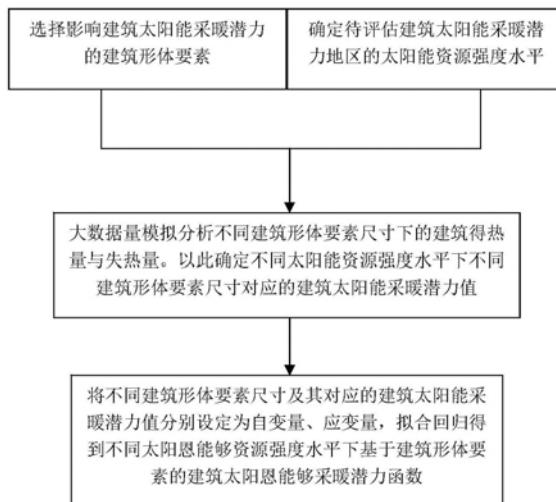 选择影响建筑太阳能采暖潜力
的建筑形体要素
确定待评估建筑太阳能采暖潜
力地区的太阳能资源强度水平
大数据量模拟分析不同建筑形体要素尺寸下的建筑得热
量与失热量。以此确定不同太阳能资源强度水平下不同
建筑形体要素尺寸对应的建筑太阳能采暖潜力值
将不同建筑形体要素尺寸及其对应的建筑太阳能采
暖潜力值分别设定为自变量、应变量，拟合回归得
到不同太阳恩能够资源强度水平下基于建筑形体要
素的建筑太阳恩能够采暖潜力函数